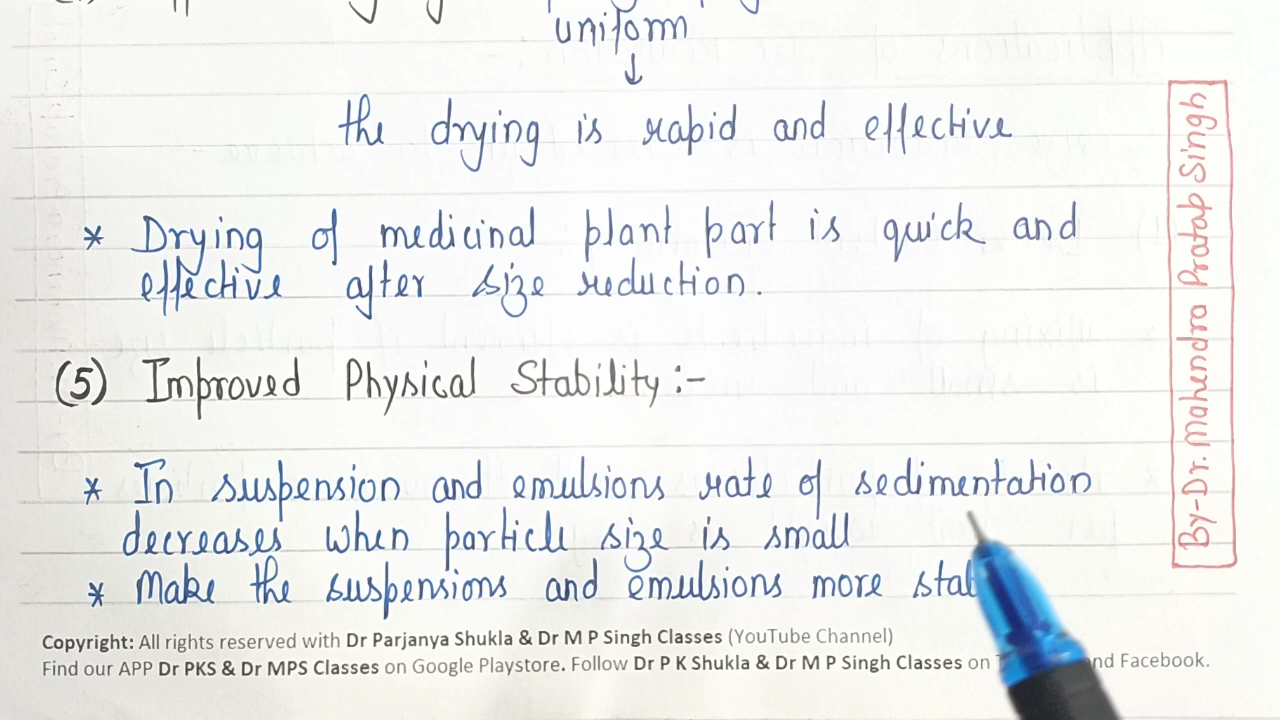 uniform
↓
the drying is rapid and effective
* Drying of medicinal plant part is quick and
effective after size reduction.
(5) Improved Physical Stability:-
* In suspension and emulsions rate of sedimentation
decreases when particle size is small
* Make the suspensions and emulsions more
Copyright: All rights reserved with Dr Parjanya Shukla & Dr M P Singh Classes (YouTube Channel)
Find our APP Dr PKS & Dr MPS Classes on Google Playstore. Follow Dr P K Shukla & Dr M P Singh Classes on and Facebook.
By-Dr. Mahendra Pratap Singh